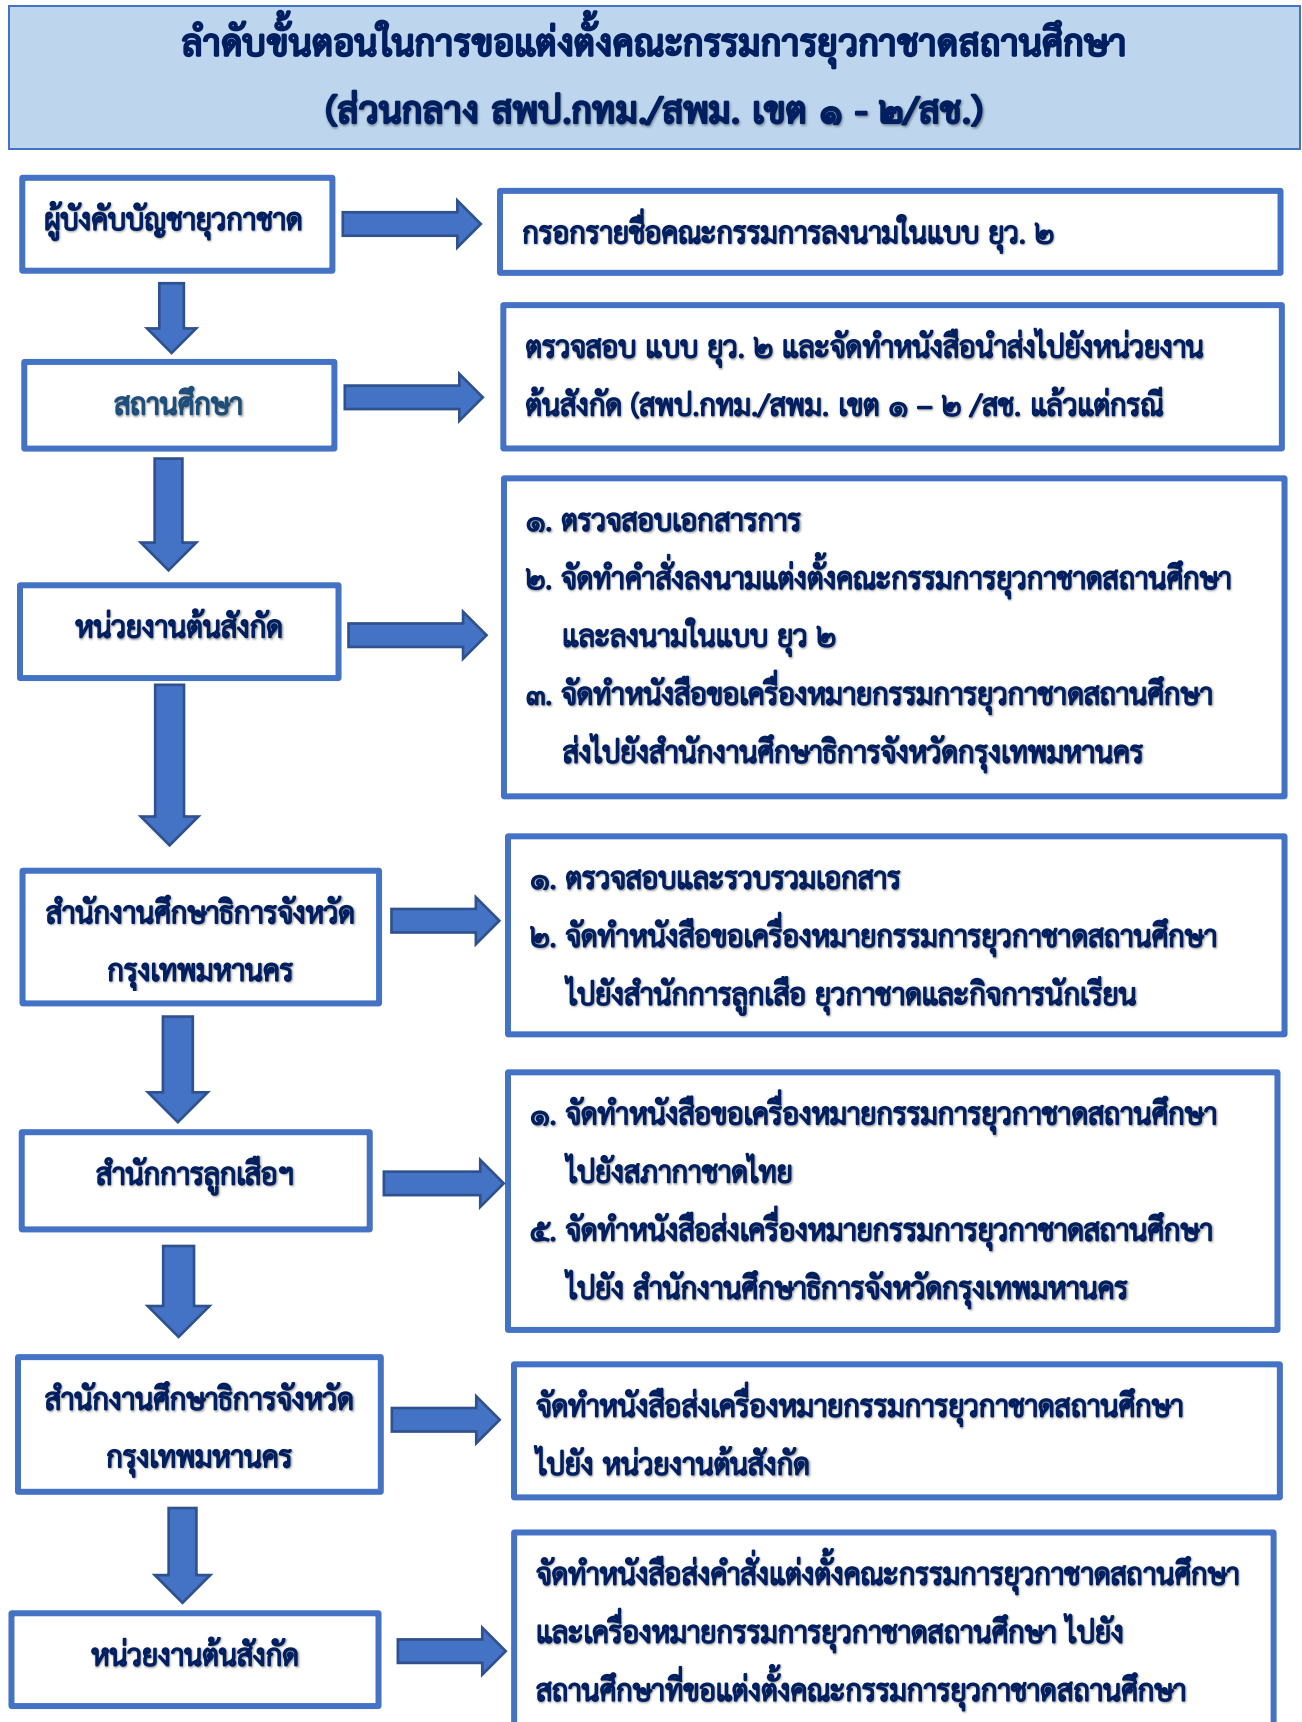 ลำดับขั้นตอนในการขอแต่งตั้งคณะกรรมการยุวกาชาดสถานศึกษา
(ส่วนกลาง สพป.กทม./สพม. เขต ๑ - ๒/สช.)
ผู้บังคับบัญชายุวกาชาด
กรอกรายชื่อคณะกรรมการลงนามในแบบ ยุว. ๒
สถานศึกษา
ตรวจสอบ แบบ ยุว. ๒ และจัดทำหนังสือนำส่งไปยังหน่วยงาน
ต้นสังกัด (สพป.กทม./สพม. เขต ๑ – ๒ /สช. แล้วแต่กรณี
หน่วยงานต้นสังกัด
๑. ตรวจสอบเอกสารการ
๒. จัดทำคำสั่งลงนามแต่งตั้งคณะกรรมการยุวกาชาดสถานศึกษา
และลงนามในแบบ ยุว ๒
๓. จัดทำหนังสือขอเครื่องหมายกรรมการยุวกาชาดสถานศึกษา
ส่งไปยังสำนักงานศึกษาธิการจังหวัดกรุงเทพมหานคร
สำนักงานศึกษาธิการจังหวัด
กรุงเทพมหานคร
๑. ตรวจสอบและรวบรวมเอกสาร
๒. จัดทำหนังสือขอเครื่องหมายกรรมการยุวกาชาดสถานศึกษา
ไปยังสำนักการลูกเสือ ยุวกาชาดและกิจการนักเรียน
สำนักการลูกเสือฯ
๑. จัดทำหนังสือขอเครื่องหมายกรรมการยุวกาชาดสถานศึกษา
ไปยังสภากาชาดไทย
๕. จัดทำหนังสือส่งเครื่องหมายกรรมการยุวกาชาดสถานศึกษา
ไปยัง สำนักงานศึกษาธิการจังหวัดกรุงเทพมหานคร
สำนักงานศึกษาธิการจังหวัด
กรุงเทพมหานคร
จัดทำหนังสือส่งเครื่องหมายกรรมการยุวกาชาดสถานศึกษา
ไปยัง หน่วยงานต้นสังกัด
หน่วยงานต้นสังกัด
จัดทำหนังสือส่งคำสั่งแต่งตั้งคณะกรรมการยุวกาชาดสถานศึกษา
และเครื่องหมายกรรมการยุวกาชาดสถานศึกษา ไปยัง
สถานศึกษาที่ขอแต่งตั้งคณะกรรมการยุวกาชาดสถานศึกษา